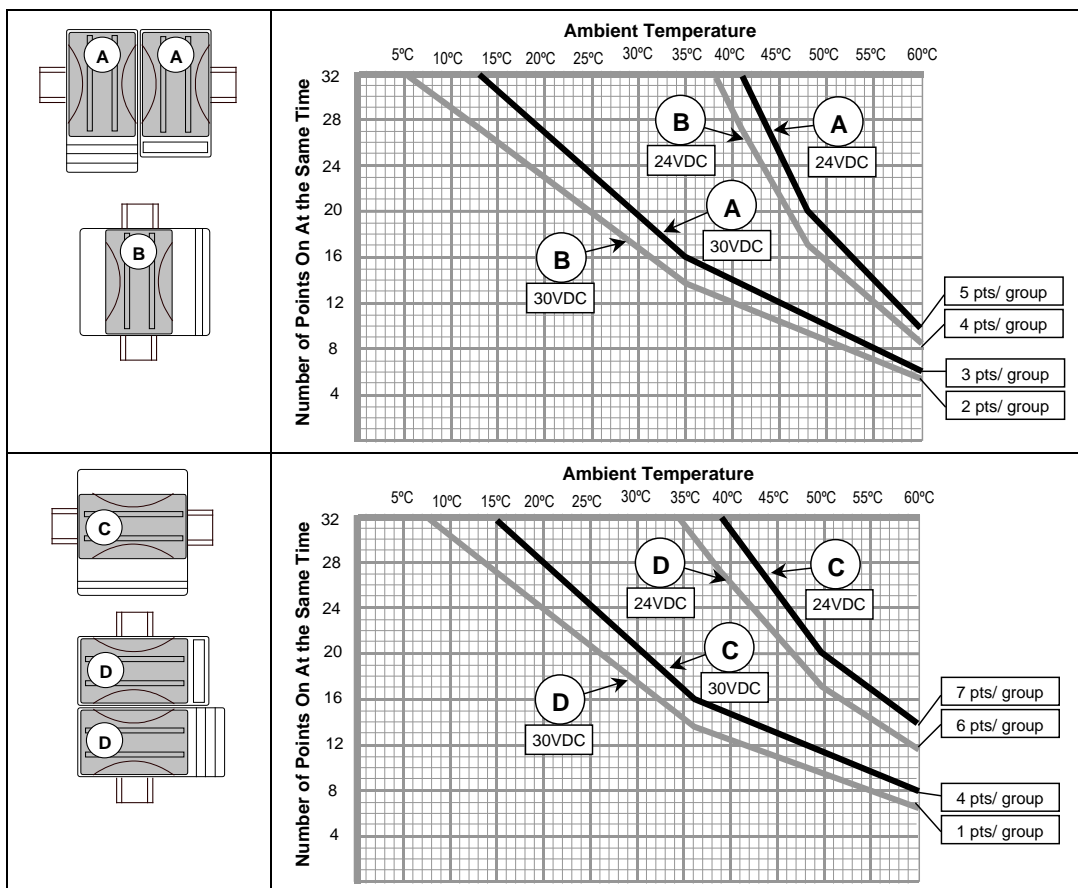 A A
B
Ambient Temperature
5ºC 10ºC 15ºC 20ºC 25ºC 30ºC 35ºC 40ºC 45ºC 50ºC 55ºC 60ºC
Number of Points On At the Same Time
32
28
24
20
16
12
8
4
B
24VDC
A
24VDC
A
30VDC
B
30VDC
5 pts/ group
4 pts/ group
3 pts/ group
2 pts/ group
C
D
D
Ambient Temperature
5ºC 10ºC 15ºC 20ºC 25ºC 30ºC 35ºC 40ºC 45ºC 50ºC 55ºC 60ºC
Number of Points On At the Same Time
32
28
24
20
16
12
8
4
D
24VDC
C
24VDC
C
30VDC
D
30VDC
7 pts/ group
6 pts/ group
4 pts/ group
1 pts/ group